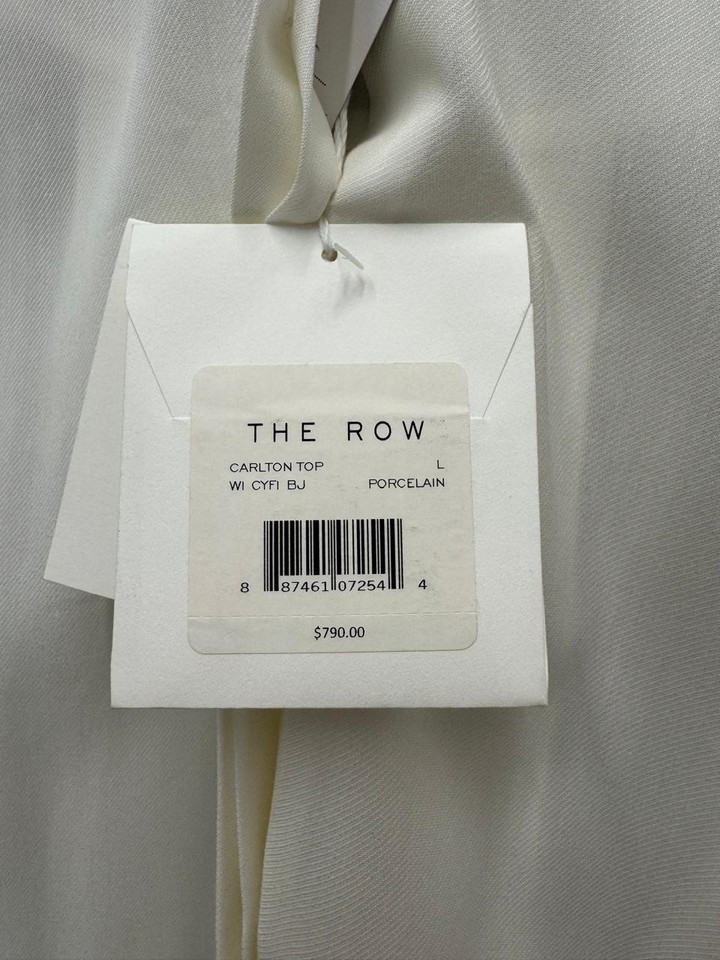 THE ROW
CARLTON TOP L
WI CYFI BJ PORCELAIN
8 87461 07254 4
$790.00